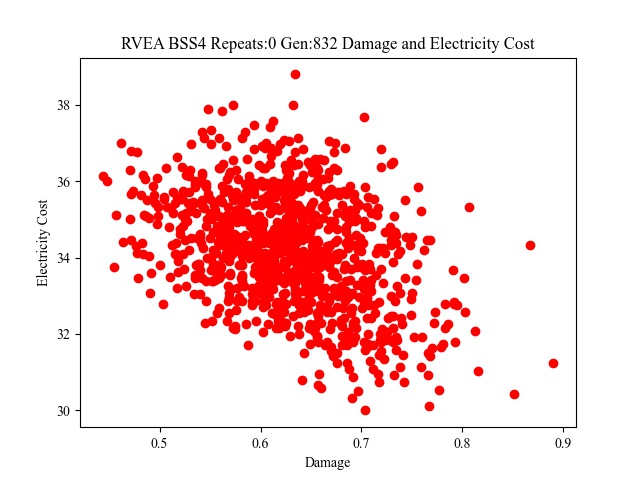 RVEA BSS4 Repeats:0 Gen:832 Damage and Electricity Cost
38
36
34
32
30
Electricity Cost
0.5 0.6 0.7 0.8 0.9
Damage